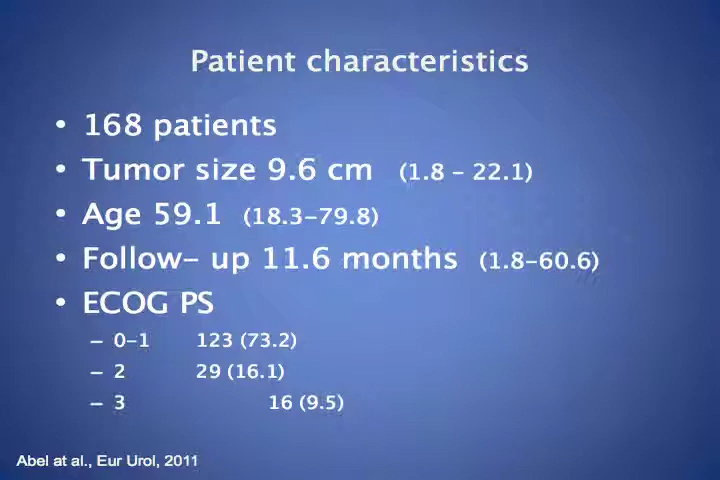 Patient characteristics
• 168 patients
• Tumor size 9.6 cm (1.8 - 22.1)
• Age 59.1 (18.3-79.8)
• Follow- up 11.6 months (1.8-60.6)
• ECOG PS
– 0-1 123 (73.2)
– 2 29 (16.1)
– 3 16 (9.5)
Abel at al., Eur Urol, 2011